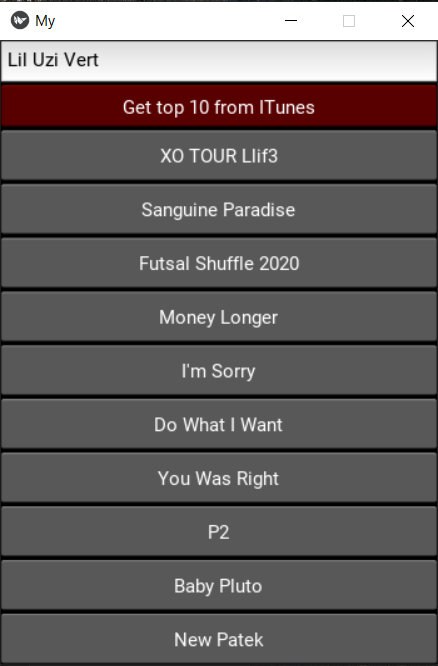 My
Lil Uzi Vert
Get top 10 from ITunes
XO TOUR Llif3
Sanguine Paradise
Futsal Shuffle 2020
Money Longer
I'm Sorry
Do What I Want
You Was Right
P2
Baby Pluto
New Patek